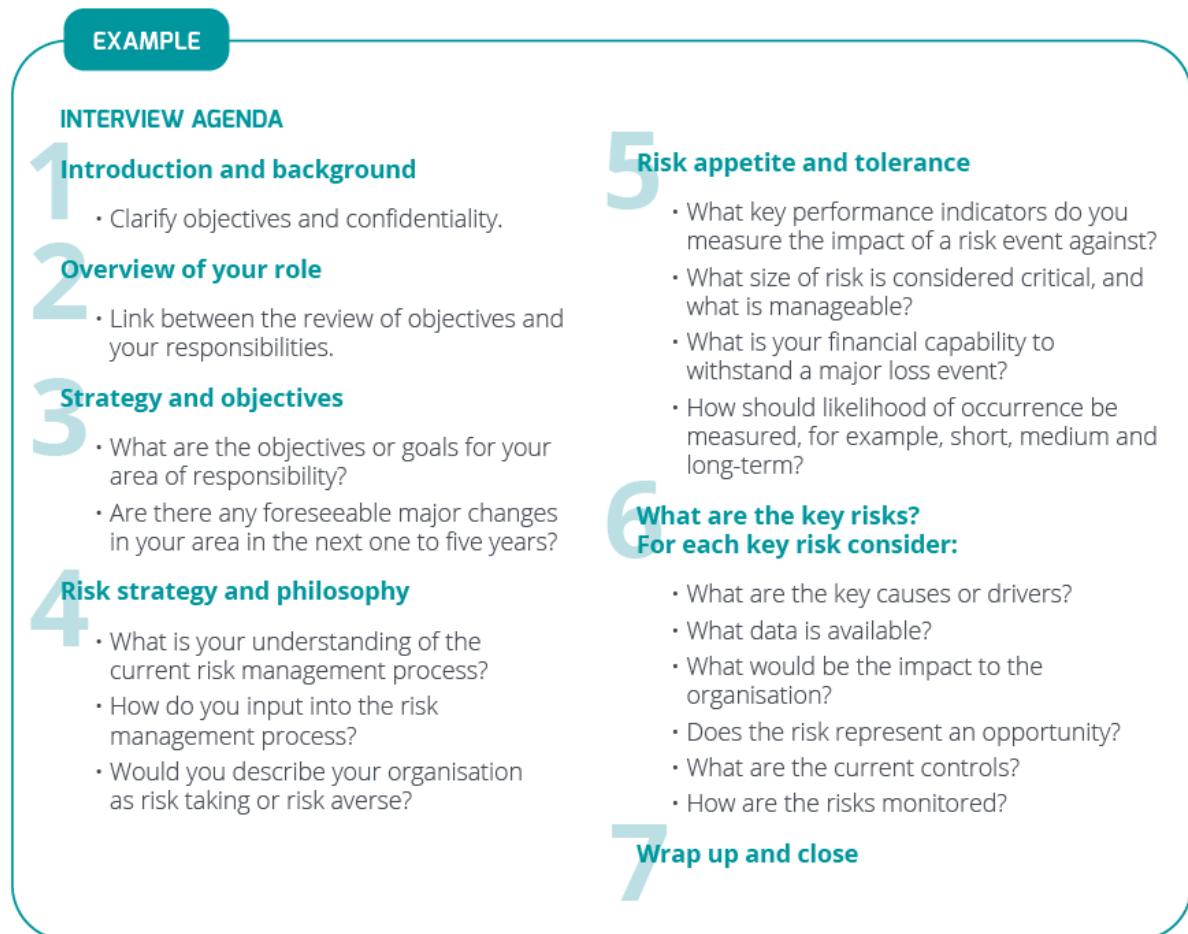 EXAMPLE
INTERVIEW AGENDA
1
Introduction and background
• Clarify objectives and confidentiality.
2
Overview of your role
• Link between the review of objectives and
your responsibilities.
3
Strategy and objectives
• What are the objectives or goals for your
area of responsibility?
• Are there any foreseeable major changes
in your area in the next one to five years?
4
Risk strategy and philosophy
• What is your understanding of the
current risk management process?
• How do you input into the risk
management process?
• Would you describe your organisation
as risk taking or risk averse?
5
Risk appetite and tolerance
• What key performance indicators do you
measure the impact of a risk event against?
• What size of risk is considered critical, and
what is manageable?
• What is your financial capability to
withstand a major loss event?
• How should likelihood of occurrence be
measured, for example, short, medium and
long-term?
6
What are the key risks?
For each key risk consider:
• What are the key causes or drivers?
• What data is available?
• What would be the impact to the
organisation?
• Does the risk represent an opportunity?
• What are the current controls?
• How are the risks monitored?
7
Wrap up and close